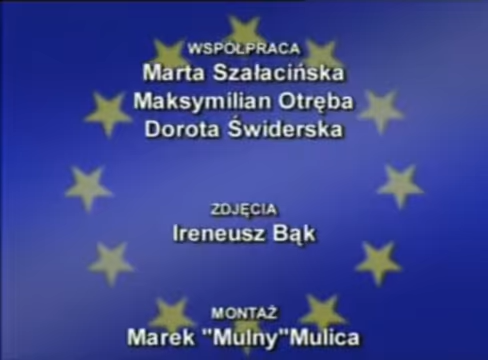 WSPÓŁPRACA
Marta Szałacińska
Maksymilian Otręba
Dorota Świderska
ZDJĘCIA
Ireneusz Bąk
MONTAŻ
Marek "Mulny"Mulica